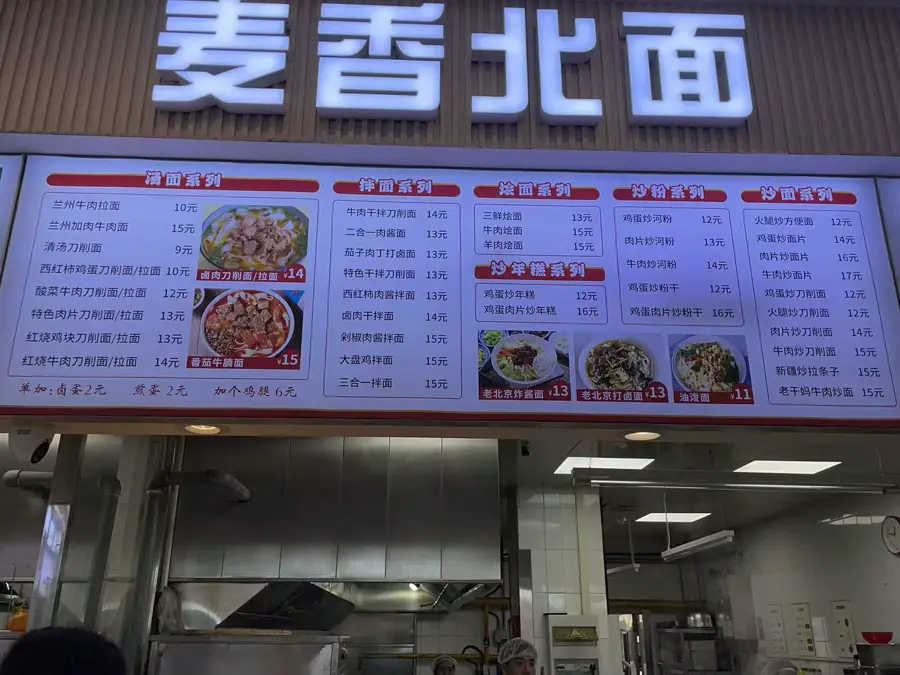 麦香北面
汤面系列
兰州牛肉拉面 10元
兰州加肉牛肉面 15元
清汤刀削面 9元
西红柿鸡蛋刀削面/拉面 10元
酸菜牛肉刀削面/拉面 12元
特色肉片刀削面/拉面 13元
红烧鸡块刀削面/拉面 13元
红烧牛肉刀削面/拉面 14元
卤肉刀削面/拉面 ¥14
番茄牛腩面 ¥15
单加:卤蛋2元 煎蛋2元 加个鸡腿6元
拌面系列
牛肉干拌刀削面 14元
二合一肉酱面 13元
茄子肉丁打卤面 13元
特色干拌刀削面 13元
西红柿肉酱拌面 13元
卤肉干拌面 14元
剁椒肉酱拌面 15元
大盘鸡拌面 15元
三合一拌面 15元
烩面系列
三鲜烩面 13元
牛肉烩面 15元
羊肉烩面 15元
炒年糕系列
鸡蛋炒年糕 12元
鸡蛋肉片炒年糕 16元
炒粉系列
鸡蛋炒河粉 12元
肉片炒河粉 13元
牛肉炒河粉 14元
鸡蛋炒粉干 12元
鸡蛋肉片炒粉干 16元
老北京炸酱面 ¥13
老北京打卤面 ¥13
油泼面 ¥11
炒面系列
火腿炒方便面 12元
鸡蛋炒面片 14元
肉片炒面片 16元
牛肉炒面片 17元
鸡蛋炒刀削面 12元
火腿炒刀削面 12元
肉片炒刀削面 14元
牛肉炒刀削面 15元
新疆炒拉条子 15元
老干妈牛肉炒面 15元